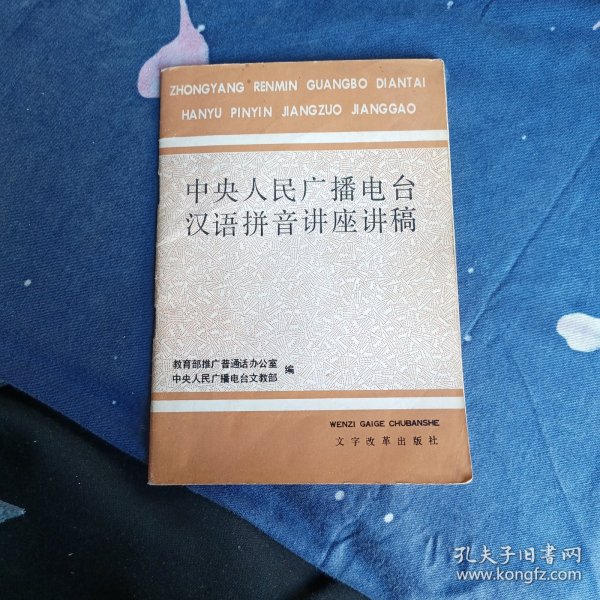 ZHONGYANG RENMIN GUANGBO DIANTAI
HANYU PINYIN JIANGZUO JIANGGAO
中央人民广播电台
汉语拼音讲座讲稿
教育部推广普通话办公室
中央人民广播电台文教部
编
WENZI GAIGE CHUBANSHE
文字改革出版社
孔夫子旧书网
www.kongfz.com